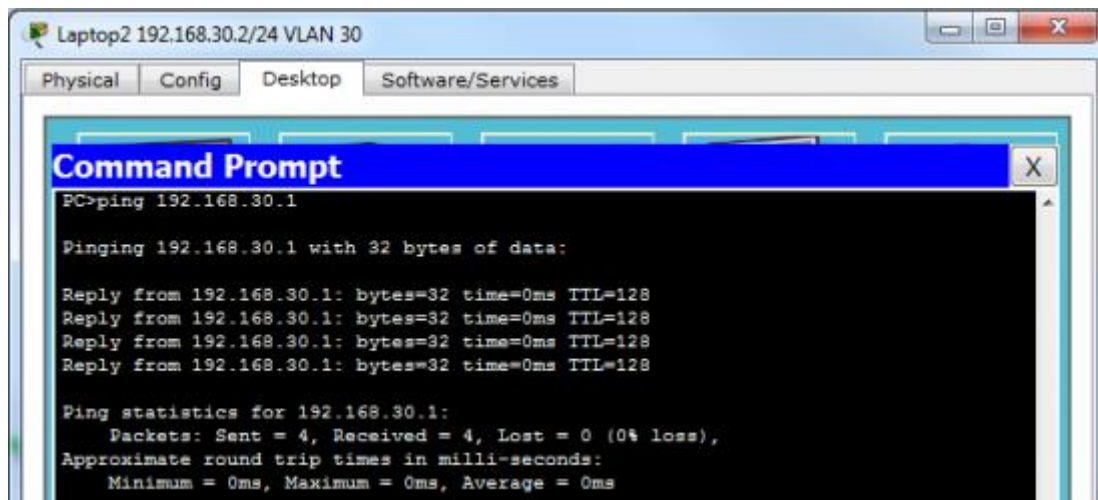 Laptop2 192.168.30.2/24 VLAN 30
Physical Config Desktop Software/Services
Command Prompt X
PC>ping 192.168.30.1
Pinging 192.168.30.1 with 32 bytes of data:
Reply from 192.168.30.1: bytes=32 time=0ms TTL=128
Reply from 192.168.30.1: bytes=32 time=0ms TTL=128
Reply from 192.168.30.1: bytes=32 time=0ms TTL=128
Reply from 192.168.30.1: bytes=32 time=0ms TTL=128
Ping statistics for 192.168.30.1:
Packets: Sent = 4, Received = 4, Lost = 0 (0% loss),
Approximate round trip times in milli-seconds:
Minimum = 0ms, Maximum = 0ms, Average = 0ms